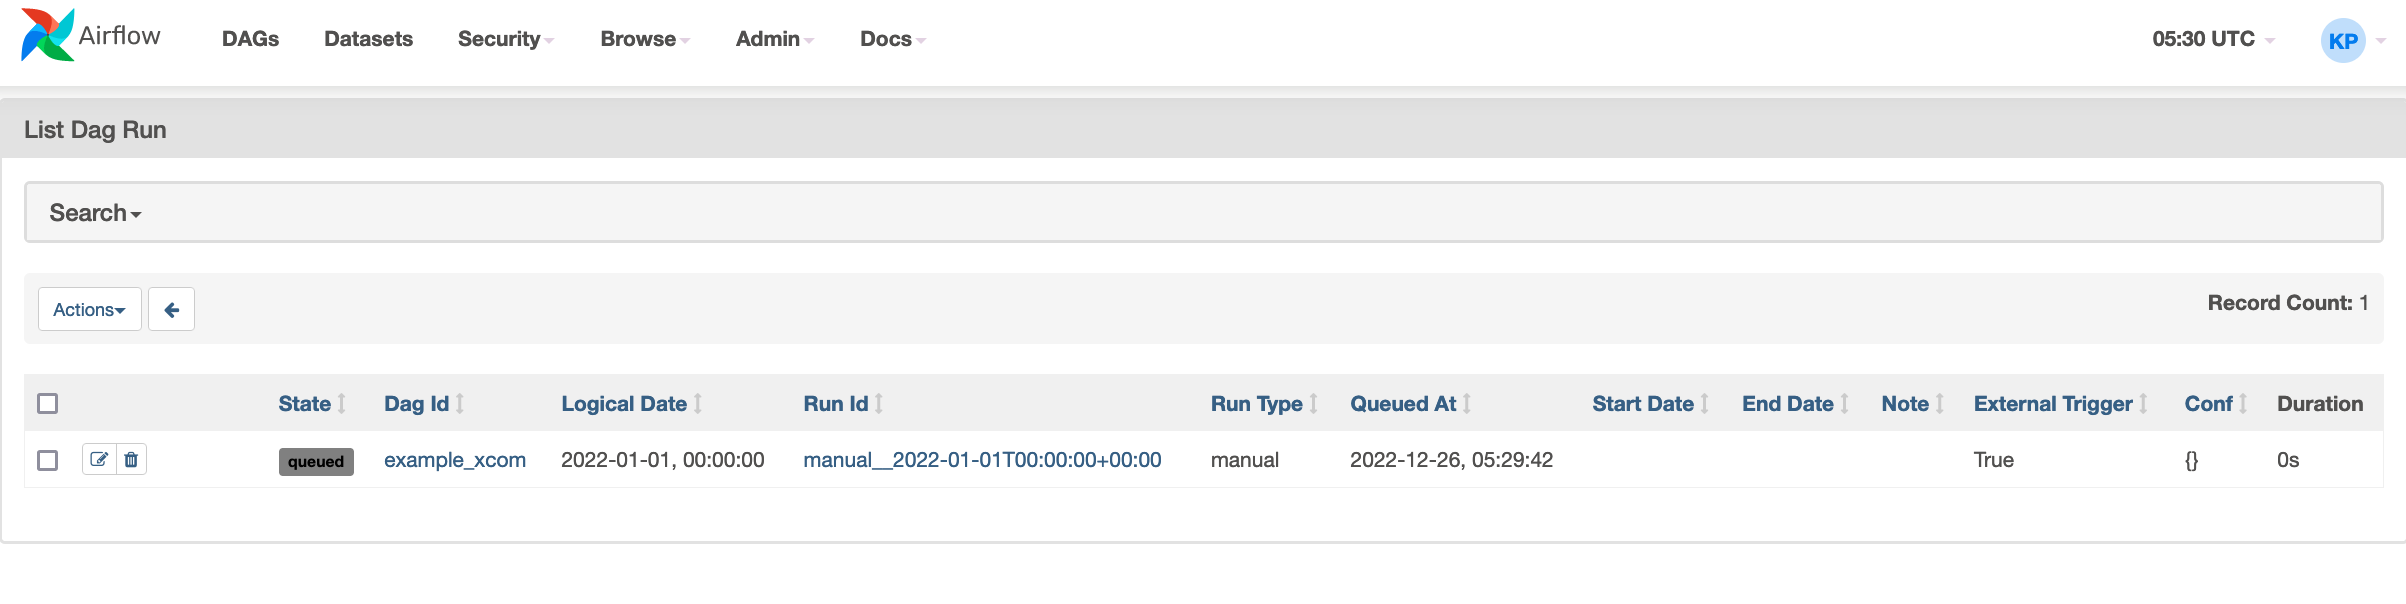 Airflow DAGs Datasets Security Browse Admin Docs 05:30 UTC KP
List Dag Run
Search
Actions Record Count: 1
State Dag Id Logical Date Run Id Run Type Queued At Start Date End Date Note External Trigger Conf Duration
queued example_xcom 2022-01-01, 00:00:00 manual__2022-01-01T00:00:00+00:00 manual 2022-12-26, 05:29:42 True {} 0s